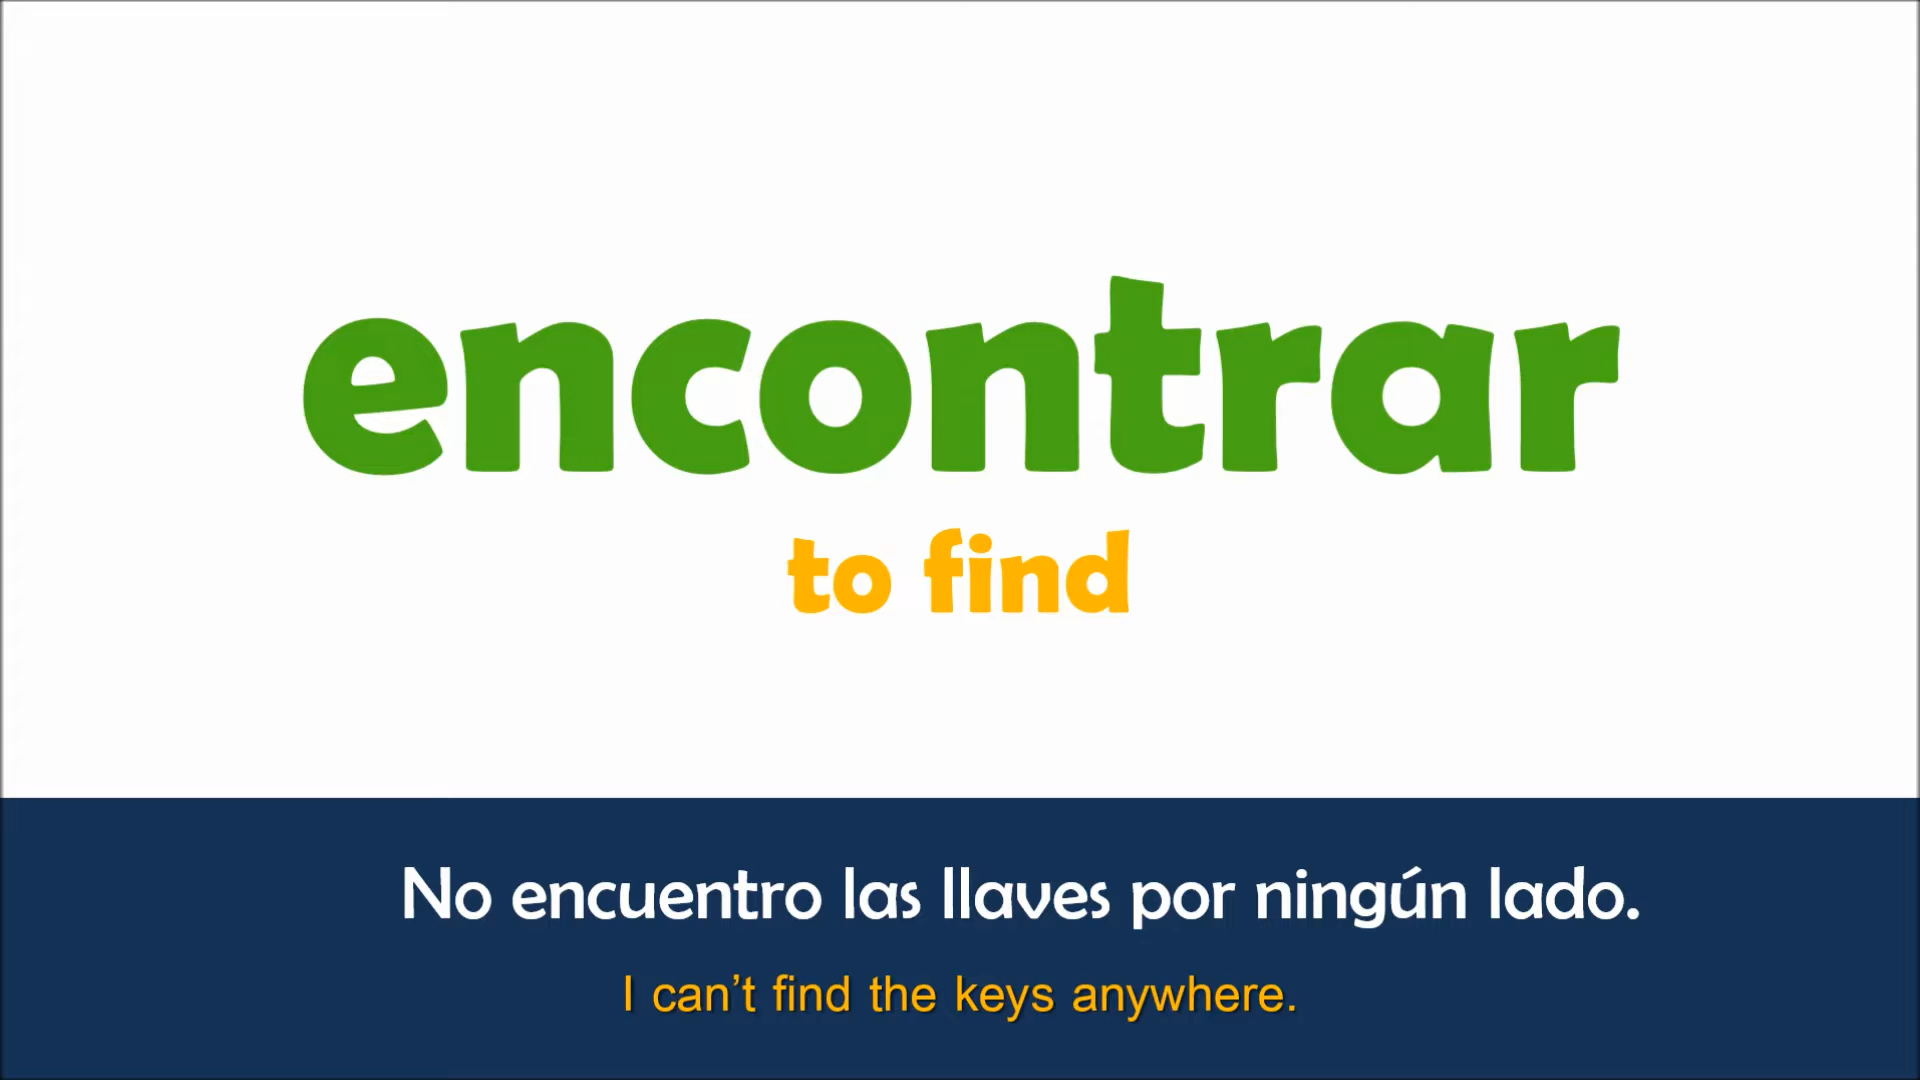 encontrar
to find
No encuentro las llaves por ningún lado.
I can’t find the keys anywhere.